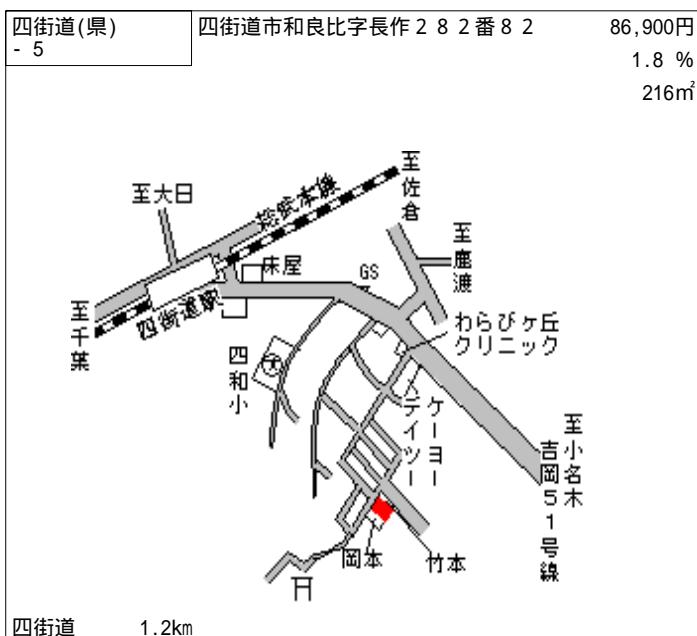 四街道(県)
- 5
四街道市和良比字長作２８２番８２
86,900円
1.8 %
216㎡
至大日
総武本線
至佐倉
至鹿渡
床屋
GS
四街道駅
至千葉
わらびヶ丘
クリニック
四和小
ケーヨー
デイツー
至小名木
吉岡５１号線
岡本
竹本
四街道 1.2km